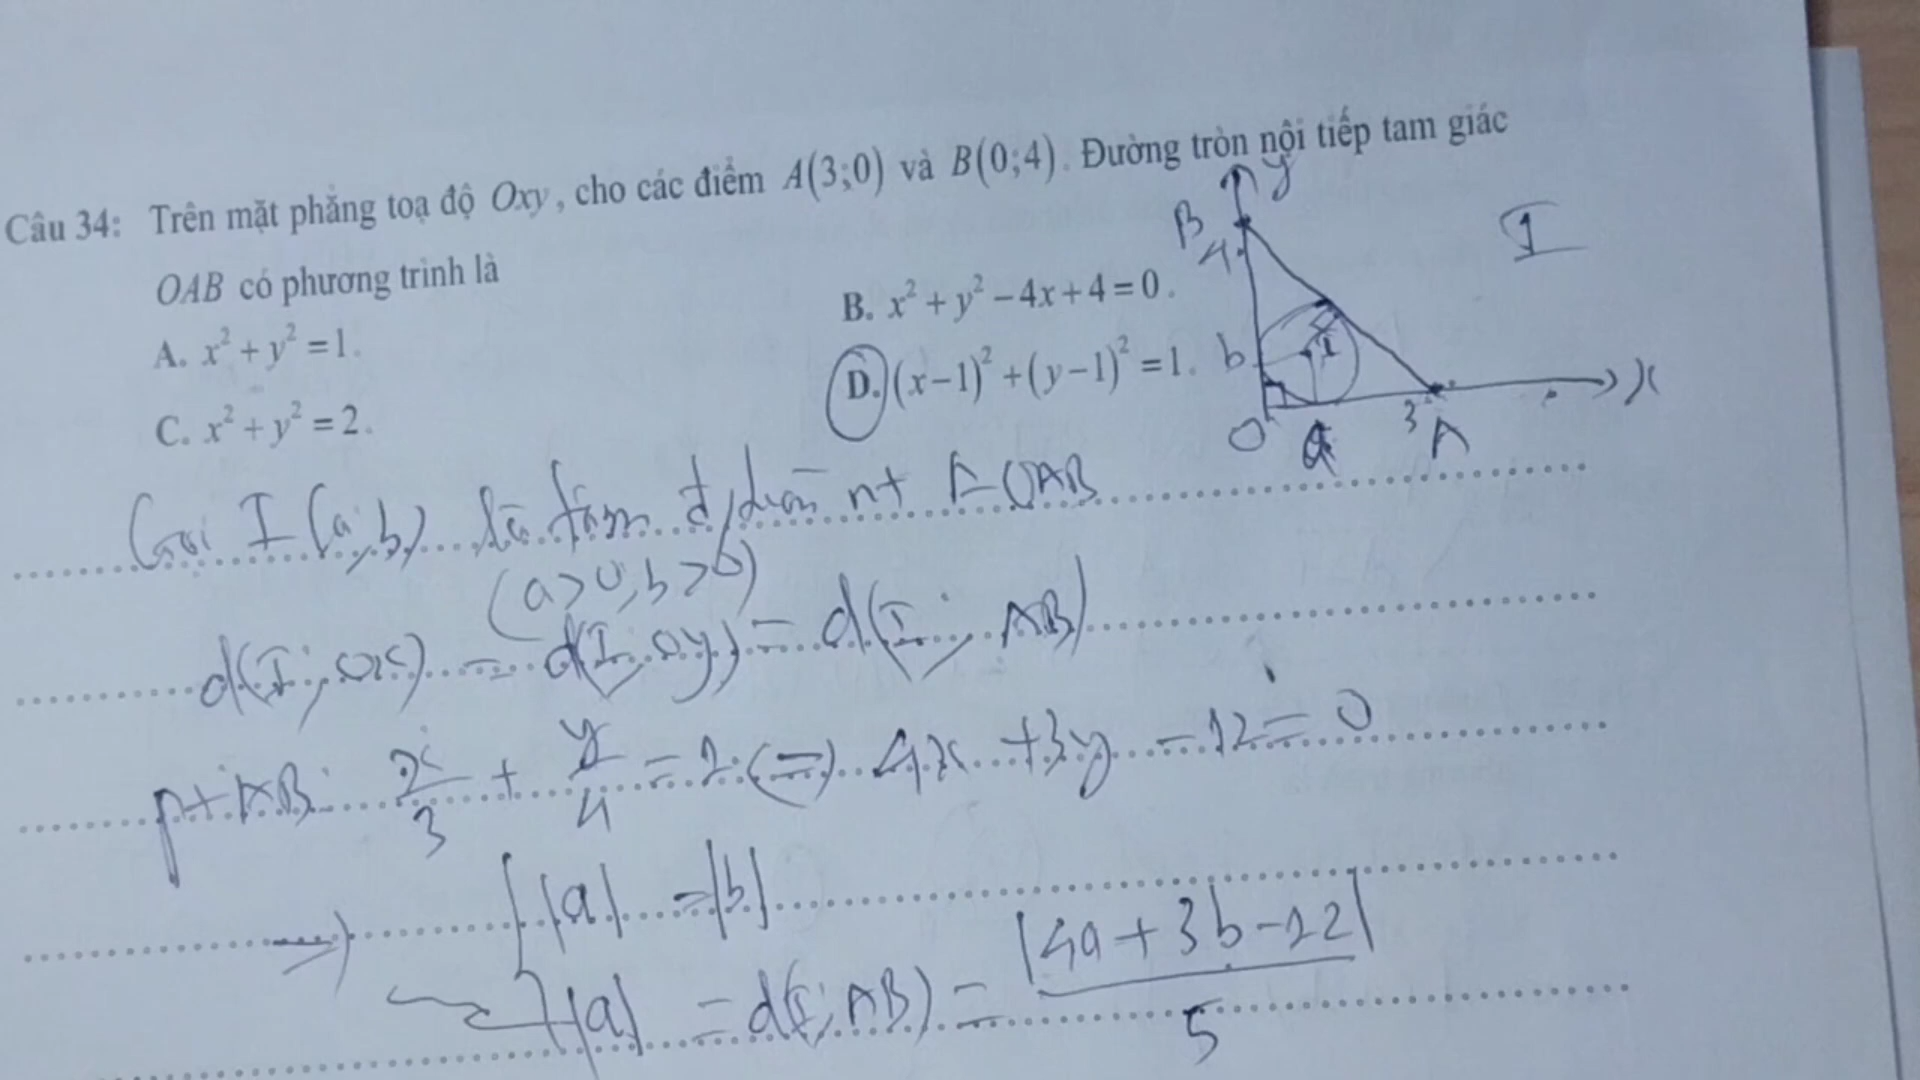 Câu 34: Trên mặt phẳng toạ độ Oxy, cho các điểm A(3;0) và B(0;4). Đường tròn nội tiếp tam giác
OAB có phương trình là
A. x² + y² = 1.
B. x² + y² − 4x + 4 = 0.
C. x² + y² = 2.
D. (x−1)² + (y−1)² = 1.
y
B
4
b
I
O
a
3
A
x
I
Gọi I(a;b) là tâm đ/tròn nt Δ OAB
(a>0, b>0)
d(I;Ox) = d(I;Oy) = d(I; AB)
pt AB: x/3 + y/4 = 1 (=) 4x + 3y − 12 = 0
=> |a| = |b|
|a| = d(I;AB) = |4a + 3b − 12| / 5